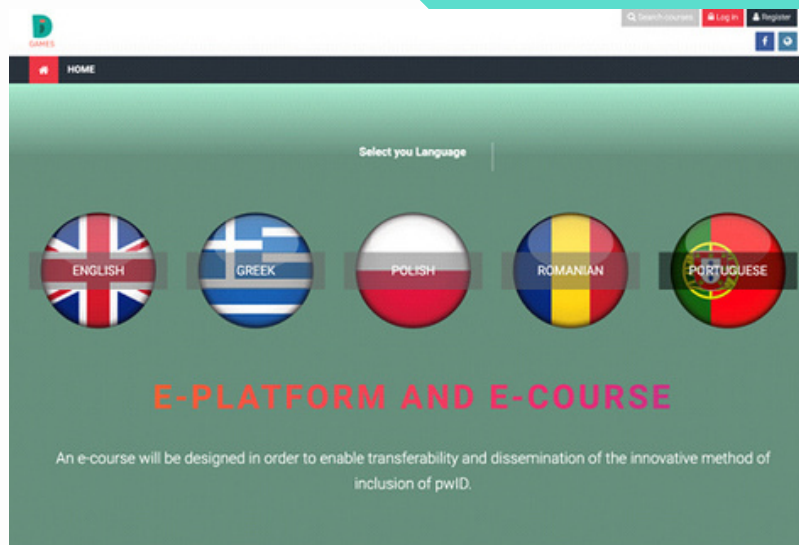 Search courses Log in Register
GAMES
HOME
Select you Language
ENGLISH GREEK POLISH ROMANIAN PORTUGUESE
E-PLATFORM AND E-COURSE
An e-course will be designed in order to enable transferability and dissemination of the innovative method of
inclusion of pwID.